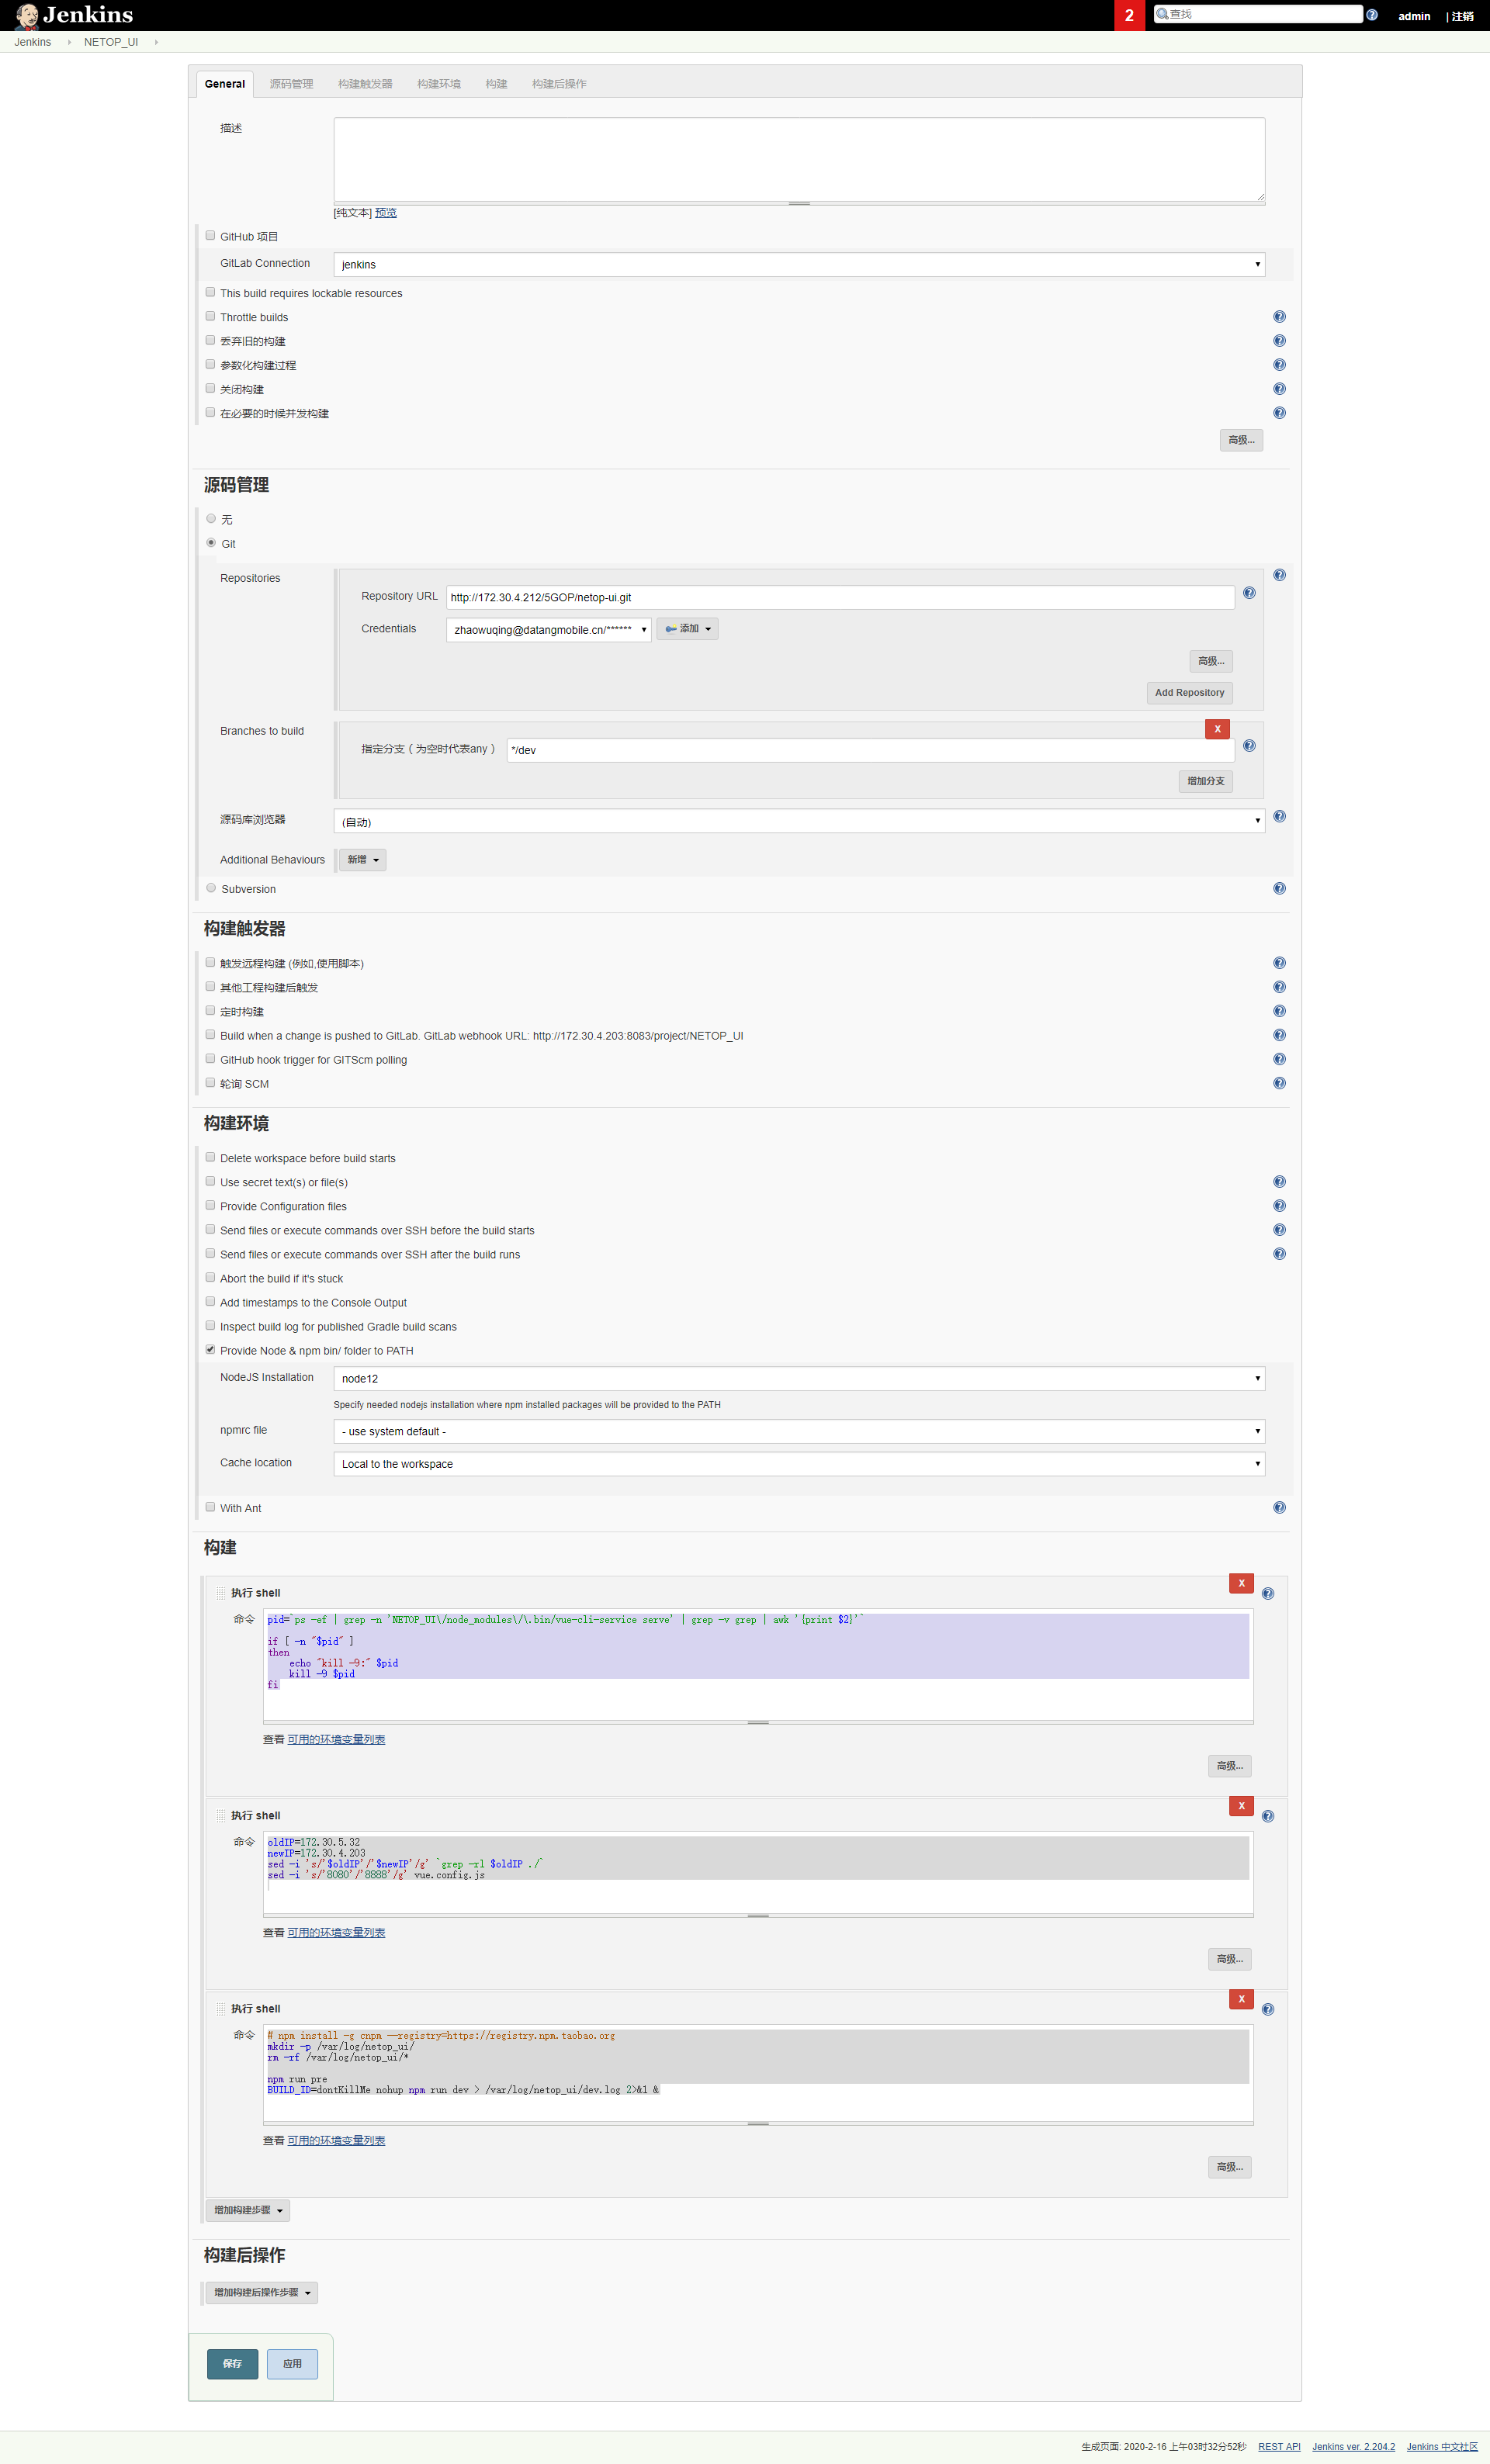 Jenkins
2
查找
admin
| 注销
Jenkins
NETOP_UI
General 源码管理 构建触发器 构建环境 构建 构建后操作
描述
[纯文本] 预览
GitHub 项目
GitLab Connection jenkins
This build requires lockable resources
Throttle builds
丢弃旧的构建
参数化构建过程
关闭构建
在必要的时候并发构建
高级...
源码管理
无
Git
Repositories
Repository URL http://172.30.4.212/5GOP/netop-ui.git
Credentials zhaowuqing@datangmobile.cn/****** 添加
高级...
Add Repository
Branches to build
X
指定分支（为空时代表any） */dev
增加分支
源码库浏览器 (自动)
Additional Behaviours 新增
Subversion
构建触发器
触发远程构建 (例如,使用脚本)
其他工程构建后触发
定时构建
Build when a change is pushed to GitLab. GitLab webhook URL: http://172.30.4.203:8083/project/NETOP_UI
GitHub hook trigger for GITScm polling
轮询 SCM
构建环境
Delete workspace before build starts
Use secret text(s) or file(s)
Provide Configuration files
Send files or execute commands over SSH before the build starts
Send files or execute commands over SSH after the build runs
Abort the build if it's stuck
Add timestamps to the Console Output
Inspect build log for published Gradle build scans
Provide Node & npm bin/ folder to PATH
NodeJS Installation node12
Specify needed nodejs installation where npm installed packages will be provided to the PATH
npmrc file - use system default -
Cache location Local to the workspace
With Ant
构建
X
执行 shell
命令 pid=`ps -ef | grep -n 'NETOP_UI\/node_modules\/\.bin/vue-cli-service serve' | grep -v grep | awk '{print $2}'`
if [ -n "$pid" ]
then
echo "kill -9:" $pid
kill -9 $pid
fi
查看 可用的环境变量列表
高级...
X
执行 shell
命令 oldIP=172.30.5.32
newIP=172.30.4.203
sed -i 's/'$oldIP'/'$newIP'/g' `grep -rl $oldIP ./`
sed -i 's/'8080'/'8888'/g' vue.config.js
查看 可用的环境变量列表
高级...
X
执行 shell
命令 # npm install -g cnpm --registry=https://registry.npm.taobao.org
mkdir -p /var/log/netop_ui/
rm -rf /var/log/netop_ui/*
npm run pre
BUILD_ID=dontKillMe nohup npm run dev > /var/log/netop_ui/dev.log 2>&1 &
查看 可用的环境变量列表
高级...
增加构建步骤
构建后操作
增加构建后操作步骤
保存 应用
生成页面: 2020-2-16 上午03时32分52秒 REST API Jenkins ver. 2.204.2 Jenkins 中文社区